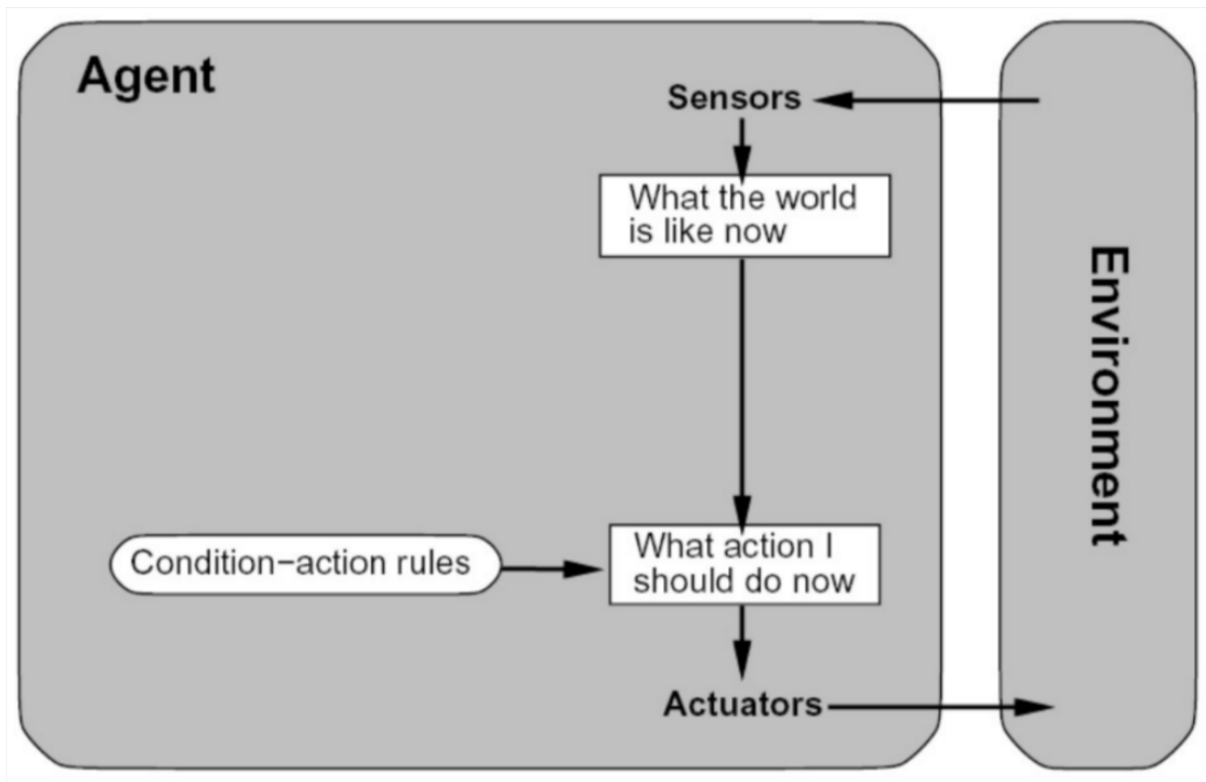 Agent
Sensors
What the world
is like now
Environment
Condition−action rules
What action I
should do now
Actuators